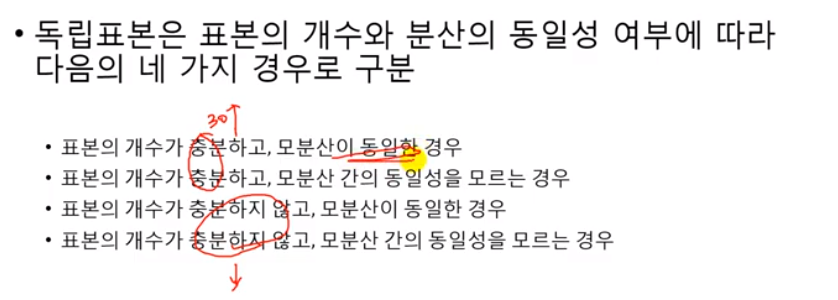 • 독립표본은 표본의 개수와 분산의 동일성 여부에 따라
다음의 네 가지 경우로 구분
30↑
• 표본의 개수가 충분하고, 모분산이 동일한 경우
• 표본의 개수가 충분하고, 모분산 간의 동일성을 모르는 경우
• 표본의 개수가 충분하지 않고, 모분산이 동일한 경우
• 표본의 개수가 충분하지 않고, 모분산 간의 동일성을 모르는 경우
↓